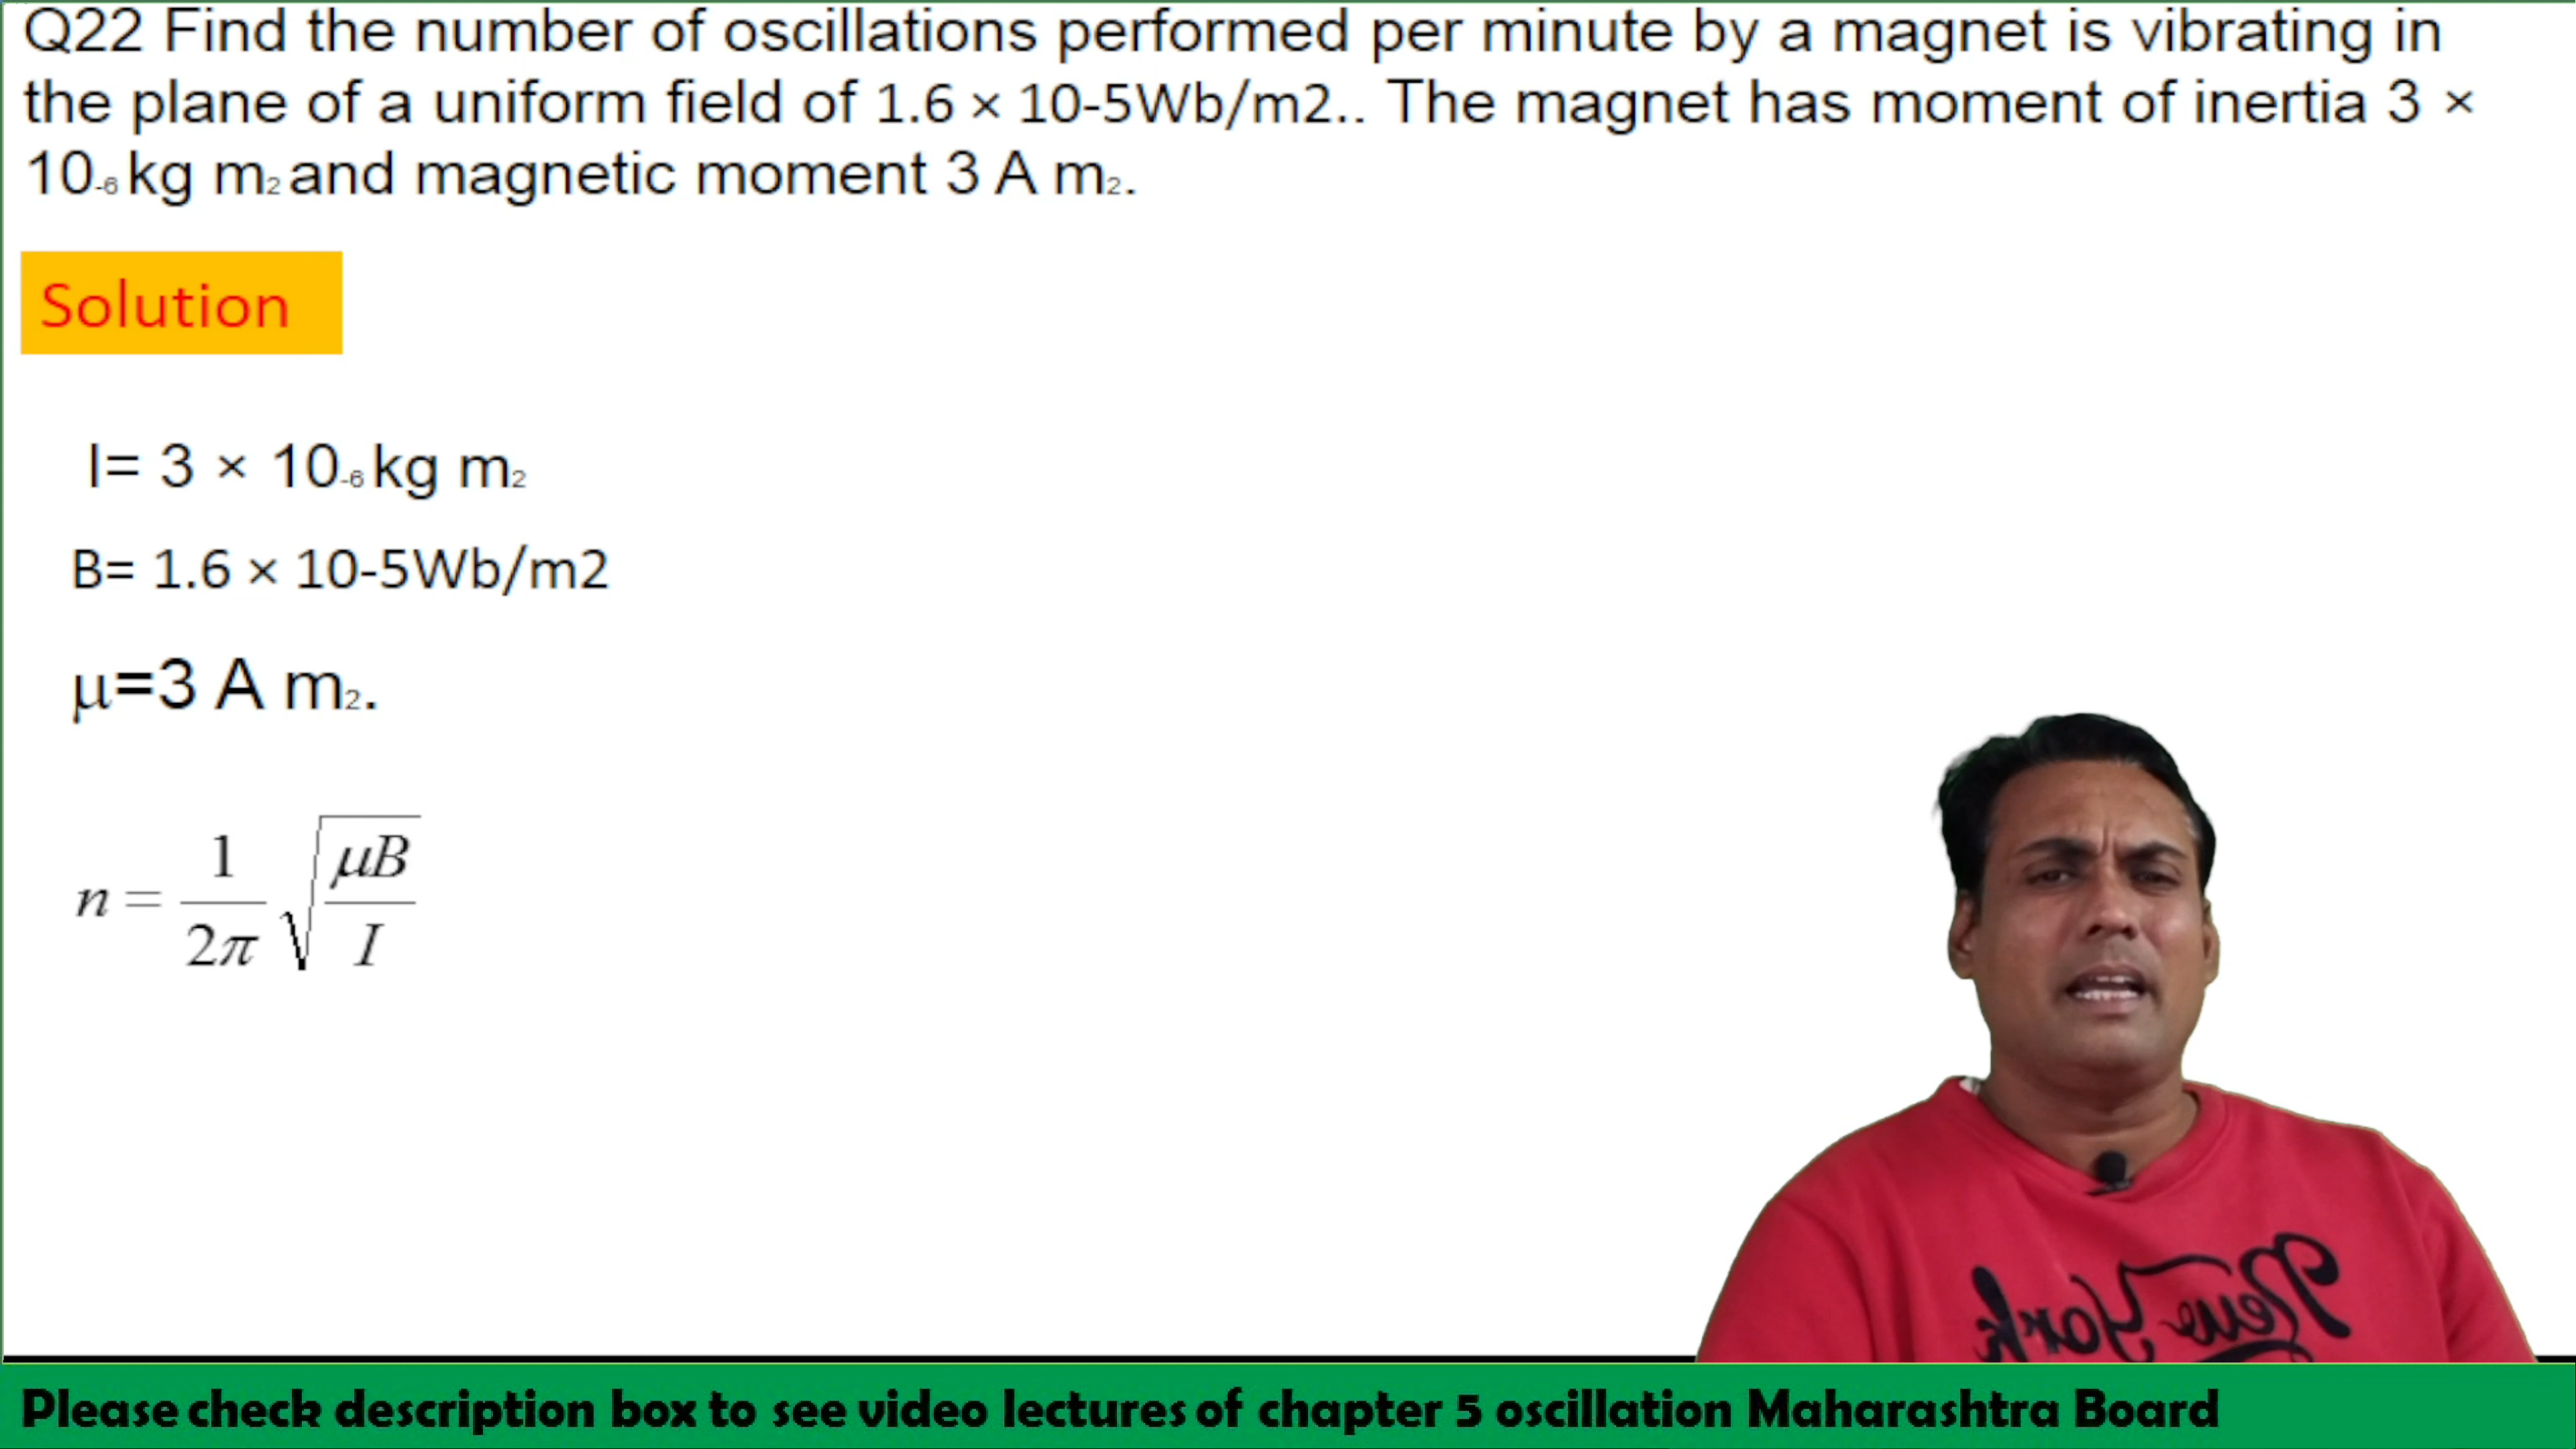 Q22 Find the number of oscillations performed per minute by a magnet is vibrating in
the plane of a uniform field of 1.6 × 10-5Wb/m2.. The magnet has moment of inertia 3 ×
10-6 kg m2 and magnetic moment 3 A m2.
Solution
I= 3 × 10-6 kg m2
B= 1.6 × 10-5Wb/m2
μ=3 A m2.
n = 1/2π √(μB/I)
New York
Please check description box to see video lectures of chapter 5 oscillation Maharashtra Board